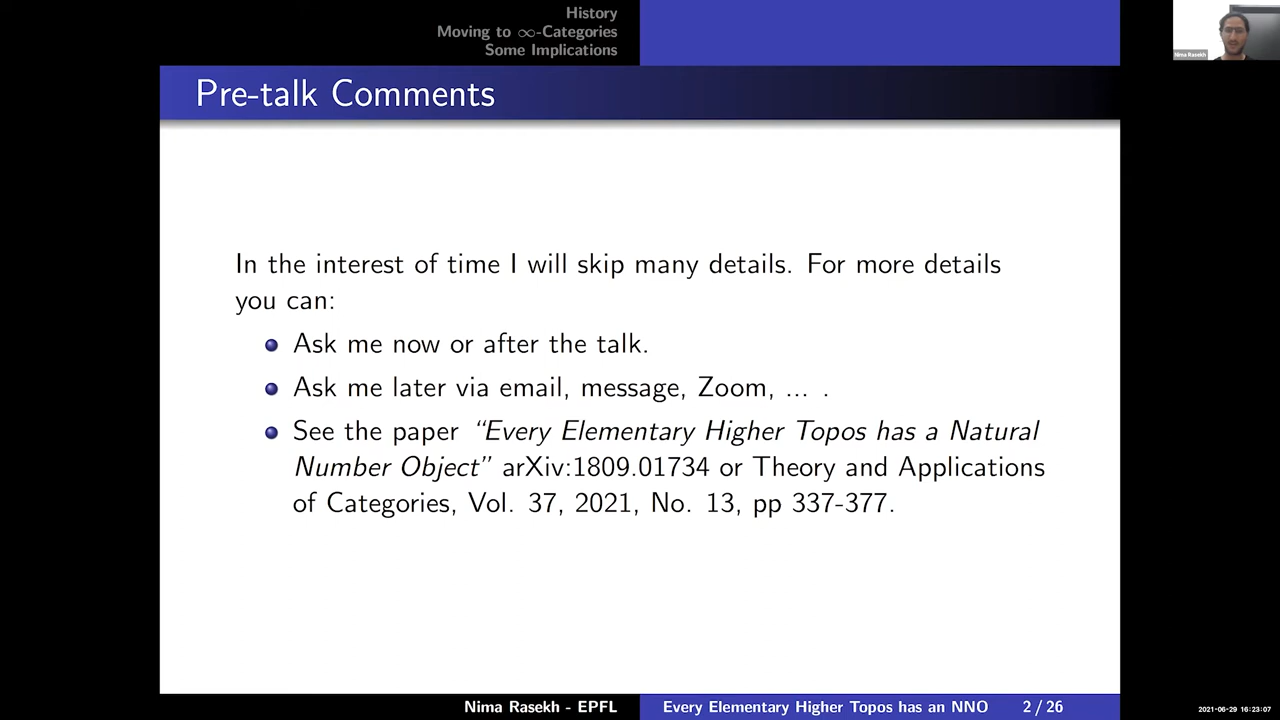 History
Moving to ∞-Categories
Some Implications
Nima Rasekh
Pre-talk Comments
In the interest of time I will skip many details. For more details
you can:
Ask me now or after the talk.
Ask me later via email, message, Zoom, ... .
See the paper “Every Elementary Higher Topos has a Natural
Number Object” arXiv:1809.01734 or Theory and Applications
of Categories, Vol. 37, 2021, No. 13, pp 337-377.
Nima Rasekh - EPFL
Every Elementary Higher Topos has an NNO
2 / 26
2021-06-29 16:23:07